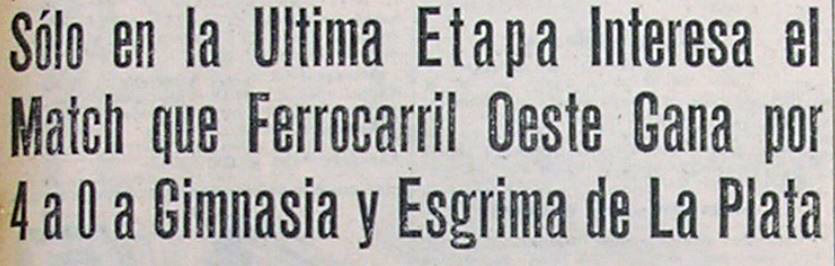 Sólo en la Ultima Etapa Interesa el
Match que Ferrocarril Oeste Gana por
4 a 0 a Gimnasia y Esgrima de La Plata